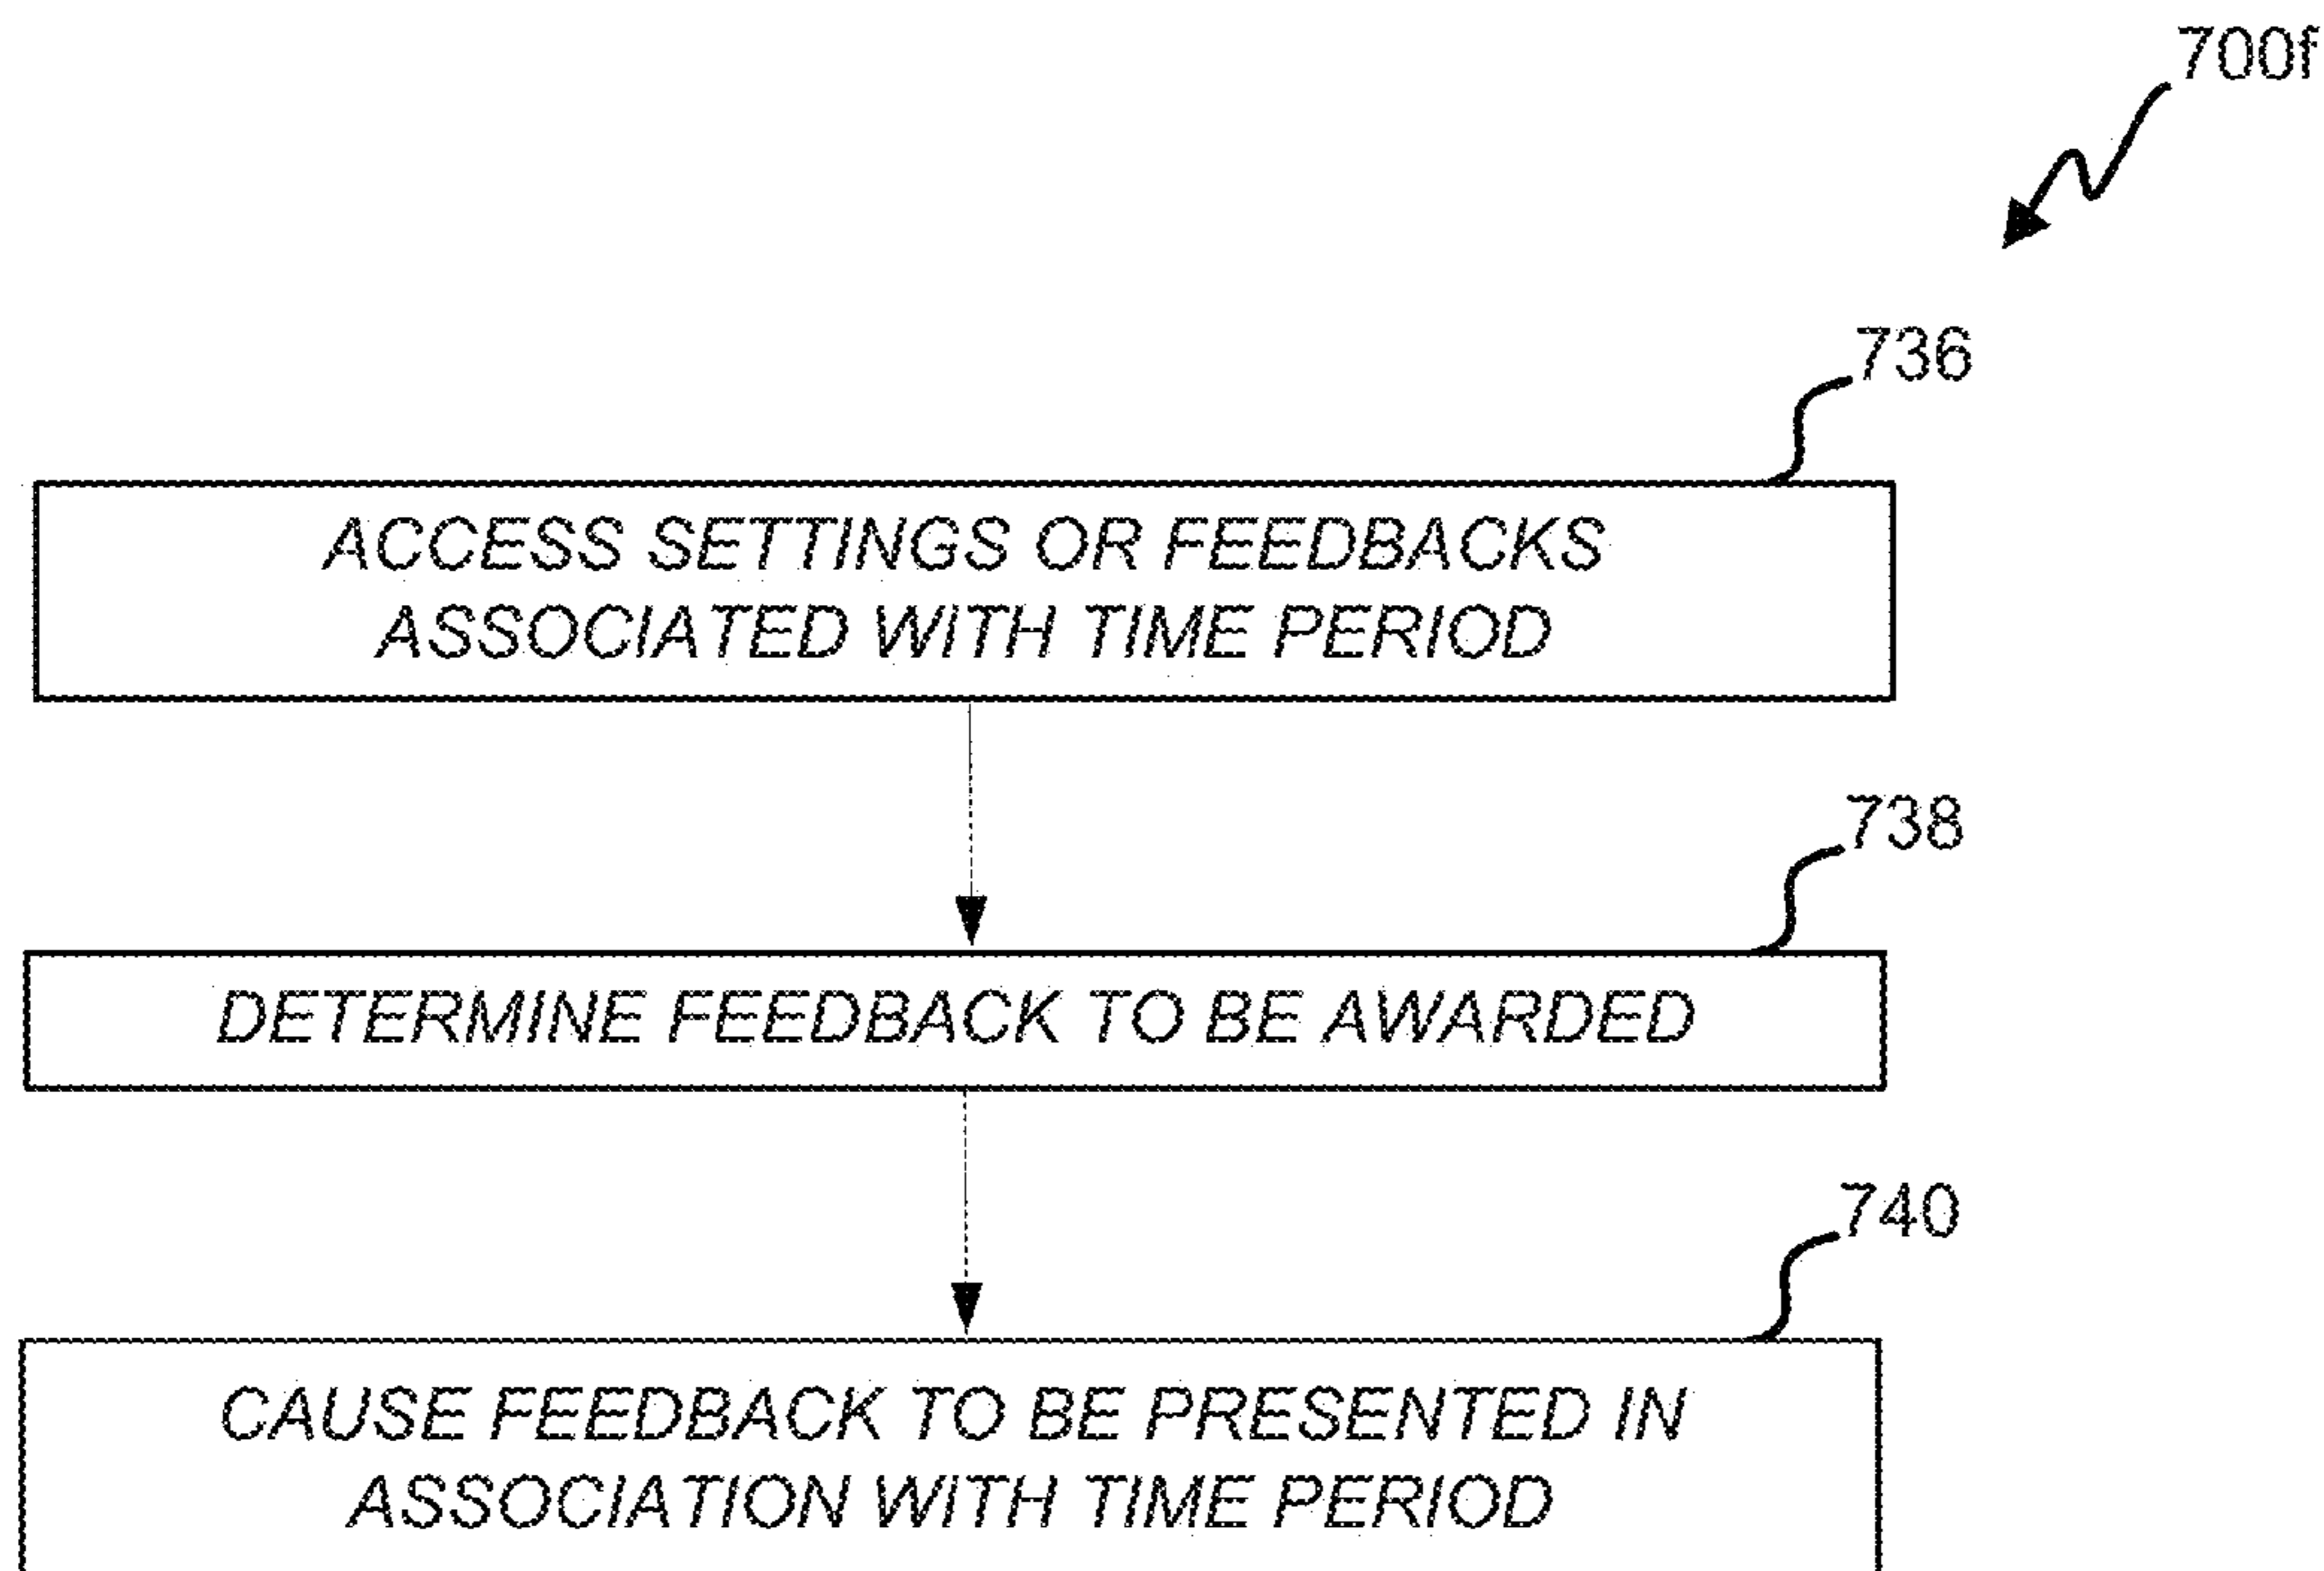 700f
736
ACCESS SETTINGS OR FEEDBACKS
ASSOCIATED WITH TIME PERIOD
738
DETERMINE FEEDBACK TO BE AWARDED
740
CAUSE FEEDBACK TO BE PRESENTED IN
ASSOCIATION WITH TIME PERIOD